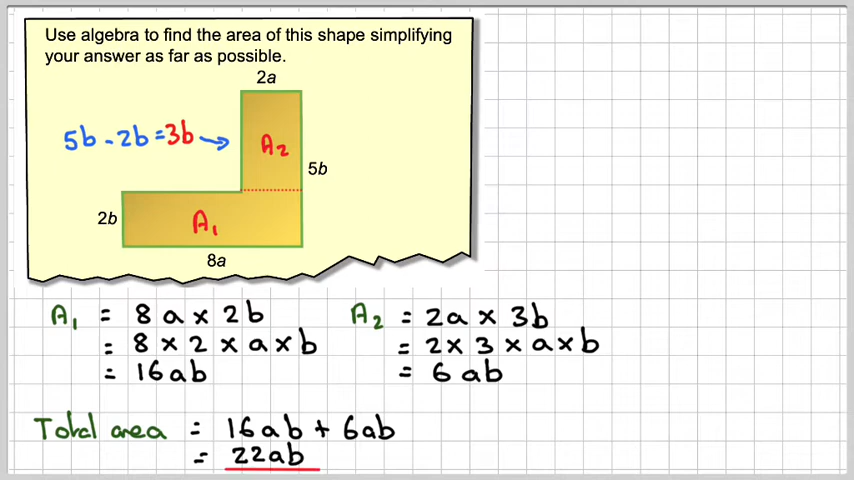 Use algebra to find the area of this shape simplifying
your answer as far as possible.
2a
5b - 2b = 3b →
A₂
5b
2b
A₁
8a
A₁ = 8a × 2b
= 8 × 2 × a × b
= 16ab
A₂ = 2a × 3b
= 2 × 3 × a × b
= 6ab
Total area = 16ab + 6ab
= 22ab